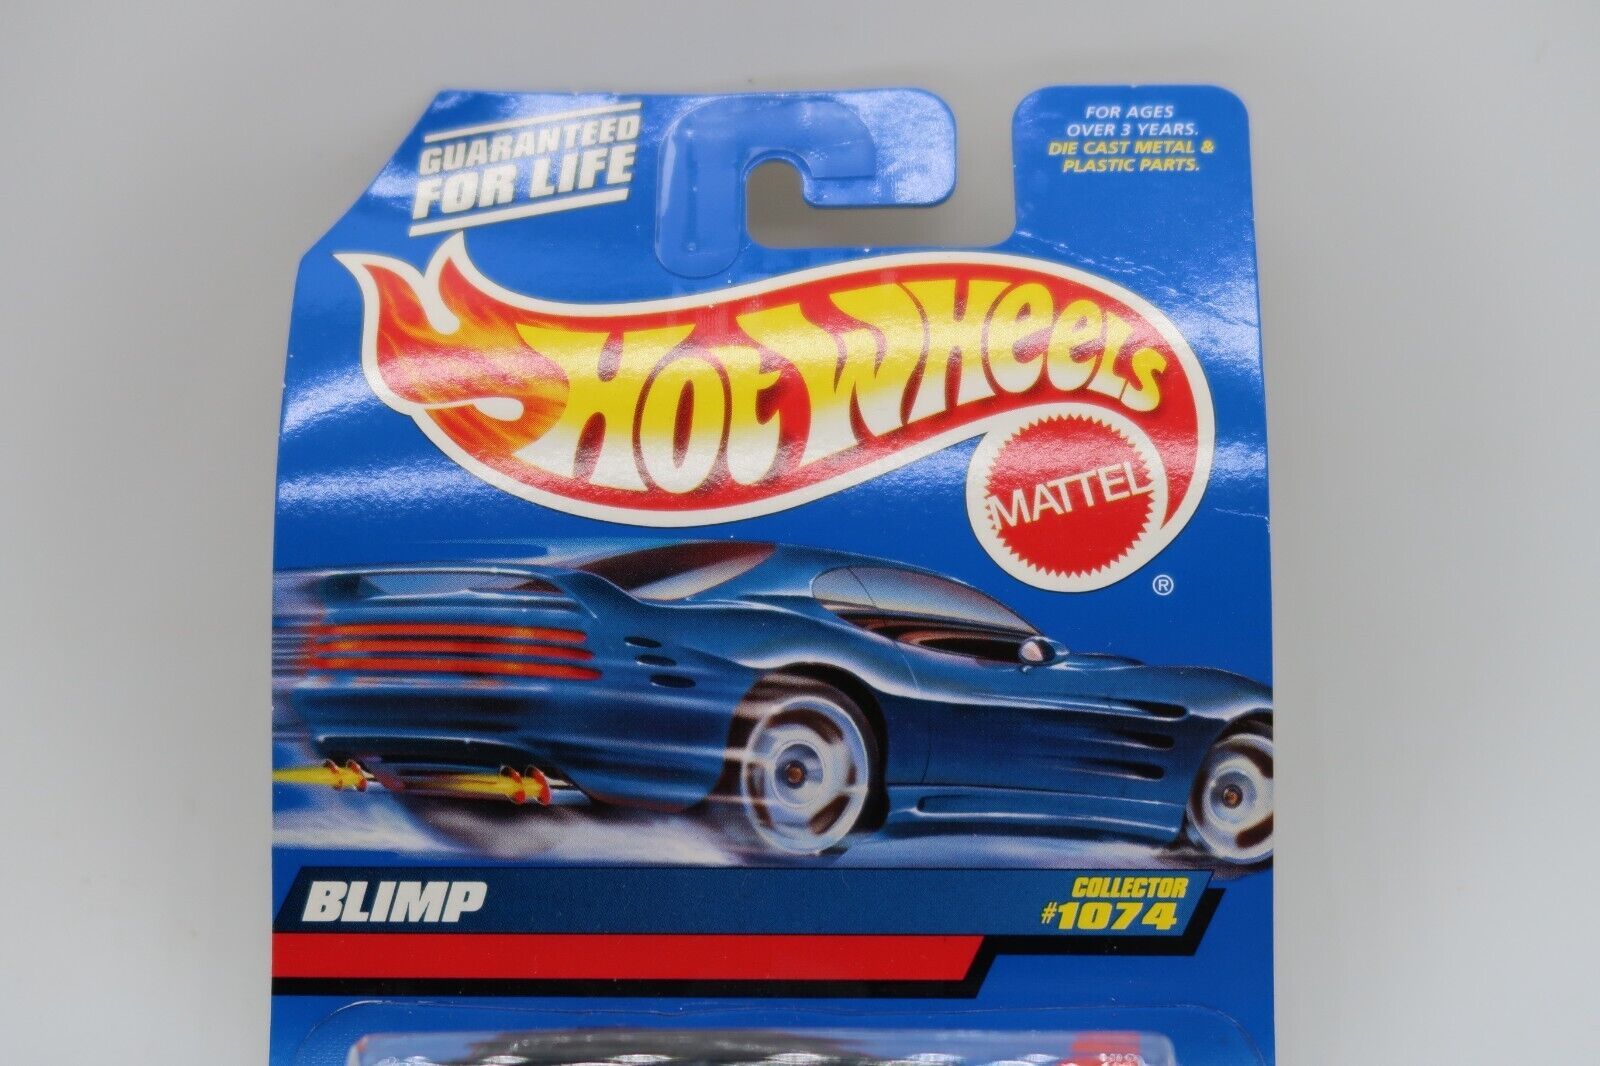 GUARANTEED
FOR LIFE
FOR AGES
OVER 3 YEARS.
DIE CAST METAL &
PLASTIC PARTS.
HOT WHEELS
MATTEL
®
BLIMP
COLLECTOR
#1074